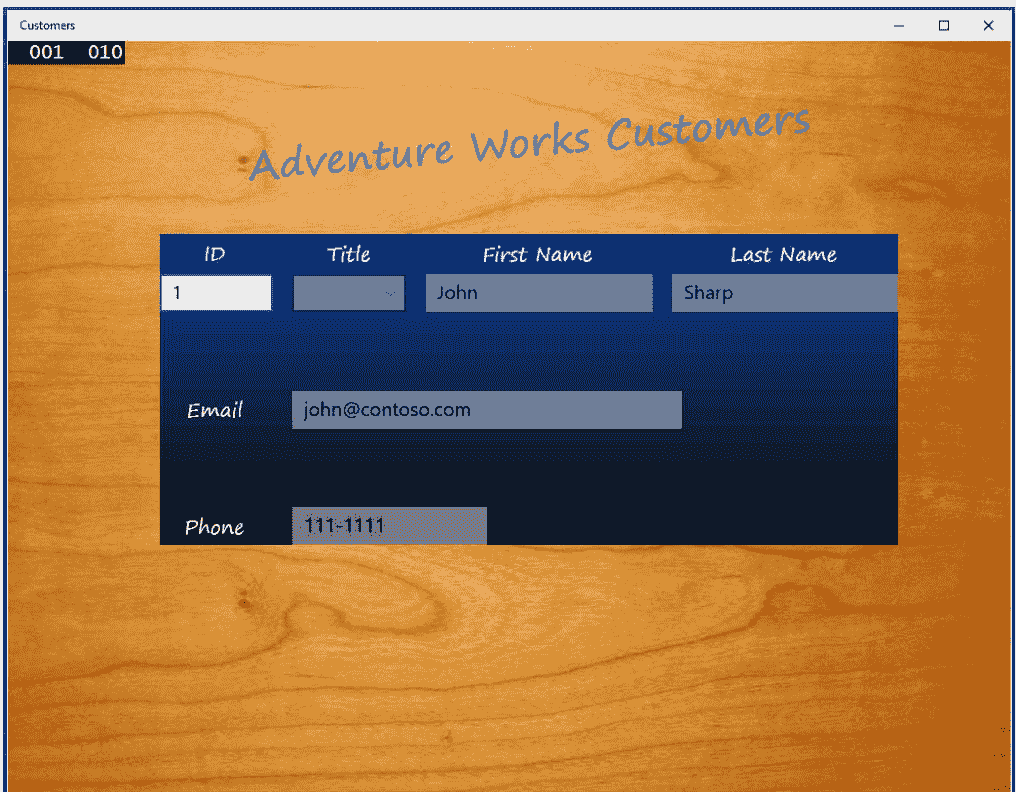 Customers
001 010
Adventure Works Customers
ID Title First Name Last Name
1 John Sharp
Email john@contoso.com
Phone 111-1111